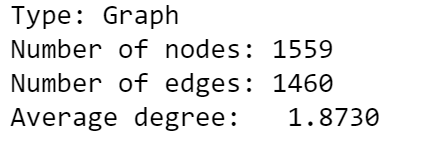 Type: Graph
Number of nodes: 1559
Number of edges: 1460
Average degree:   1.8730